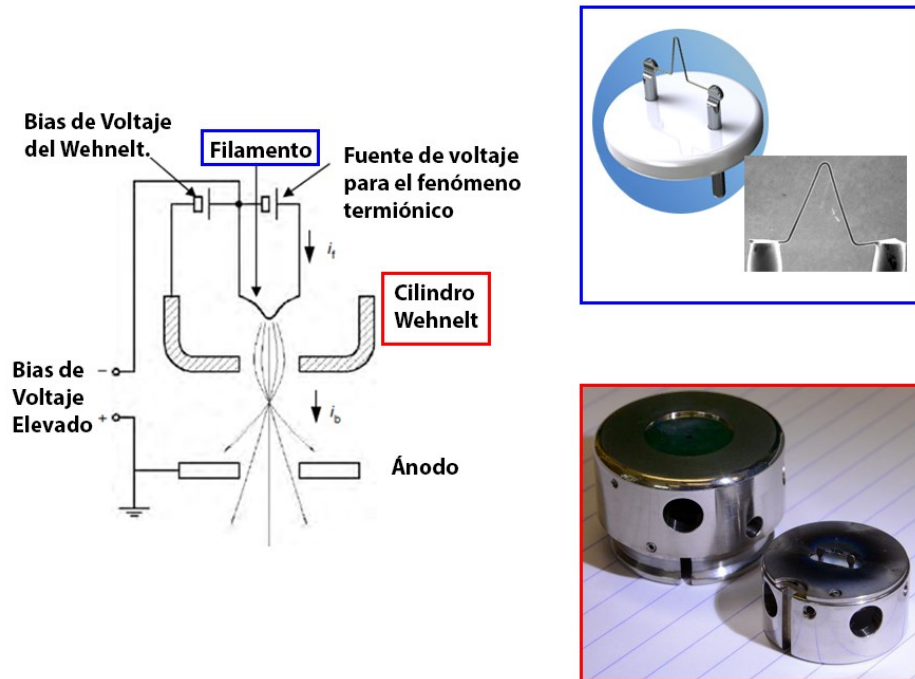 Bias de Voltaje
del Wehnelt.
Filamento
Fuente de voltaje
para el fenómeno
termiónico
i_f
Cilindro
Wehnelt
Bias de
Voltaje
Elevado
−
+
i_b
Ánodo